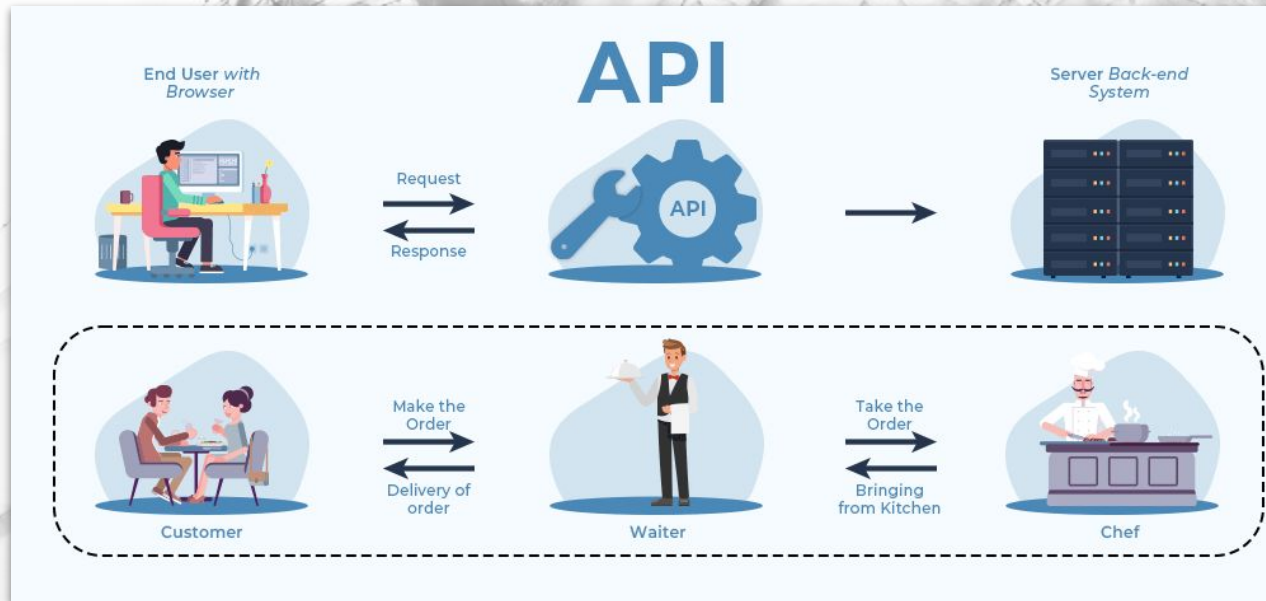 API
End User with
Browser
Server Back-end
System
Request
API
Response
Make the
Order
Take the
Order
Delivery of
order
Bringing
from Kitchen
Customer
Waiter
Chef